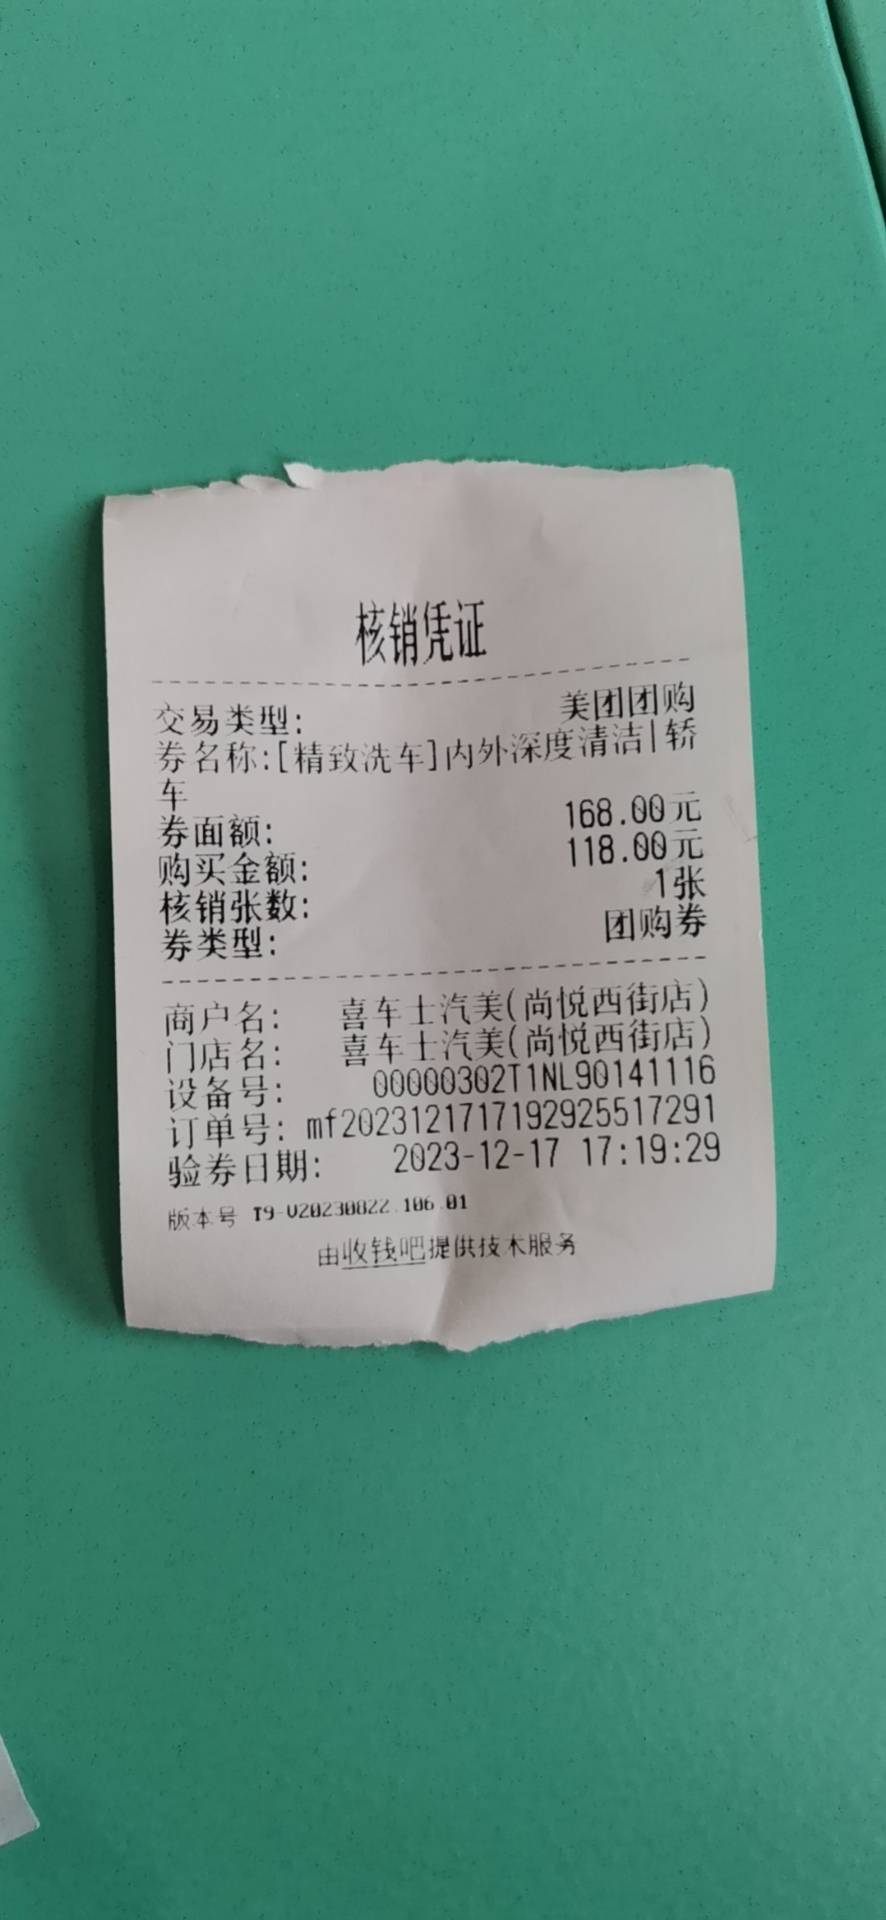 核销凭证
交易类型: 美团团购
券名称:[精致洗车]内外深度清洁|轿
车
券面额: 168.00元
购买金额: 118.00元
核销张数: 1张
券类型: 团购券
商户名: 喜车士汽美(尚悦西街店)
门店名: 喜车士汽美(尚悦西街店)
设备号: 00000302T1NL90141116
订单号: mf2023121717192925517291
验券日期: 2023-12-17 17:19:29
版本号 T9-V20230822.106.01
由收钱吧提供技术服务